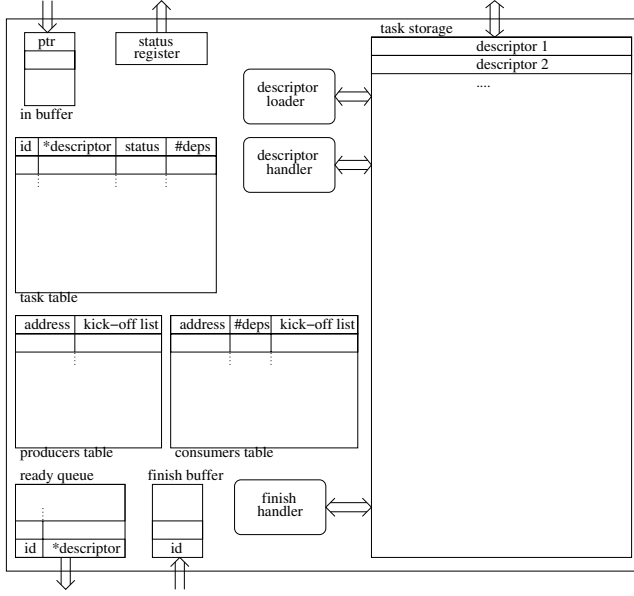 ptr
in buffer
status
register
task storage
descriptor 1
descriptor 2
....
descriptor
loader
descriptor
handler
id *descriptor status #deps
task table
address kick−off list
producers table
address #deps kick−off list
consumers table
ready queue
id *descriptor
finish buffer
id
finish
handler